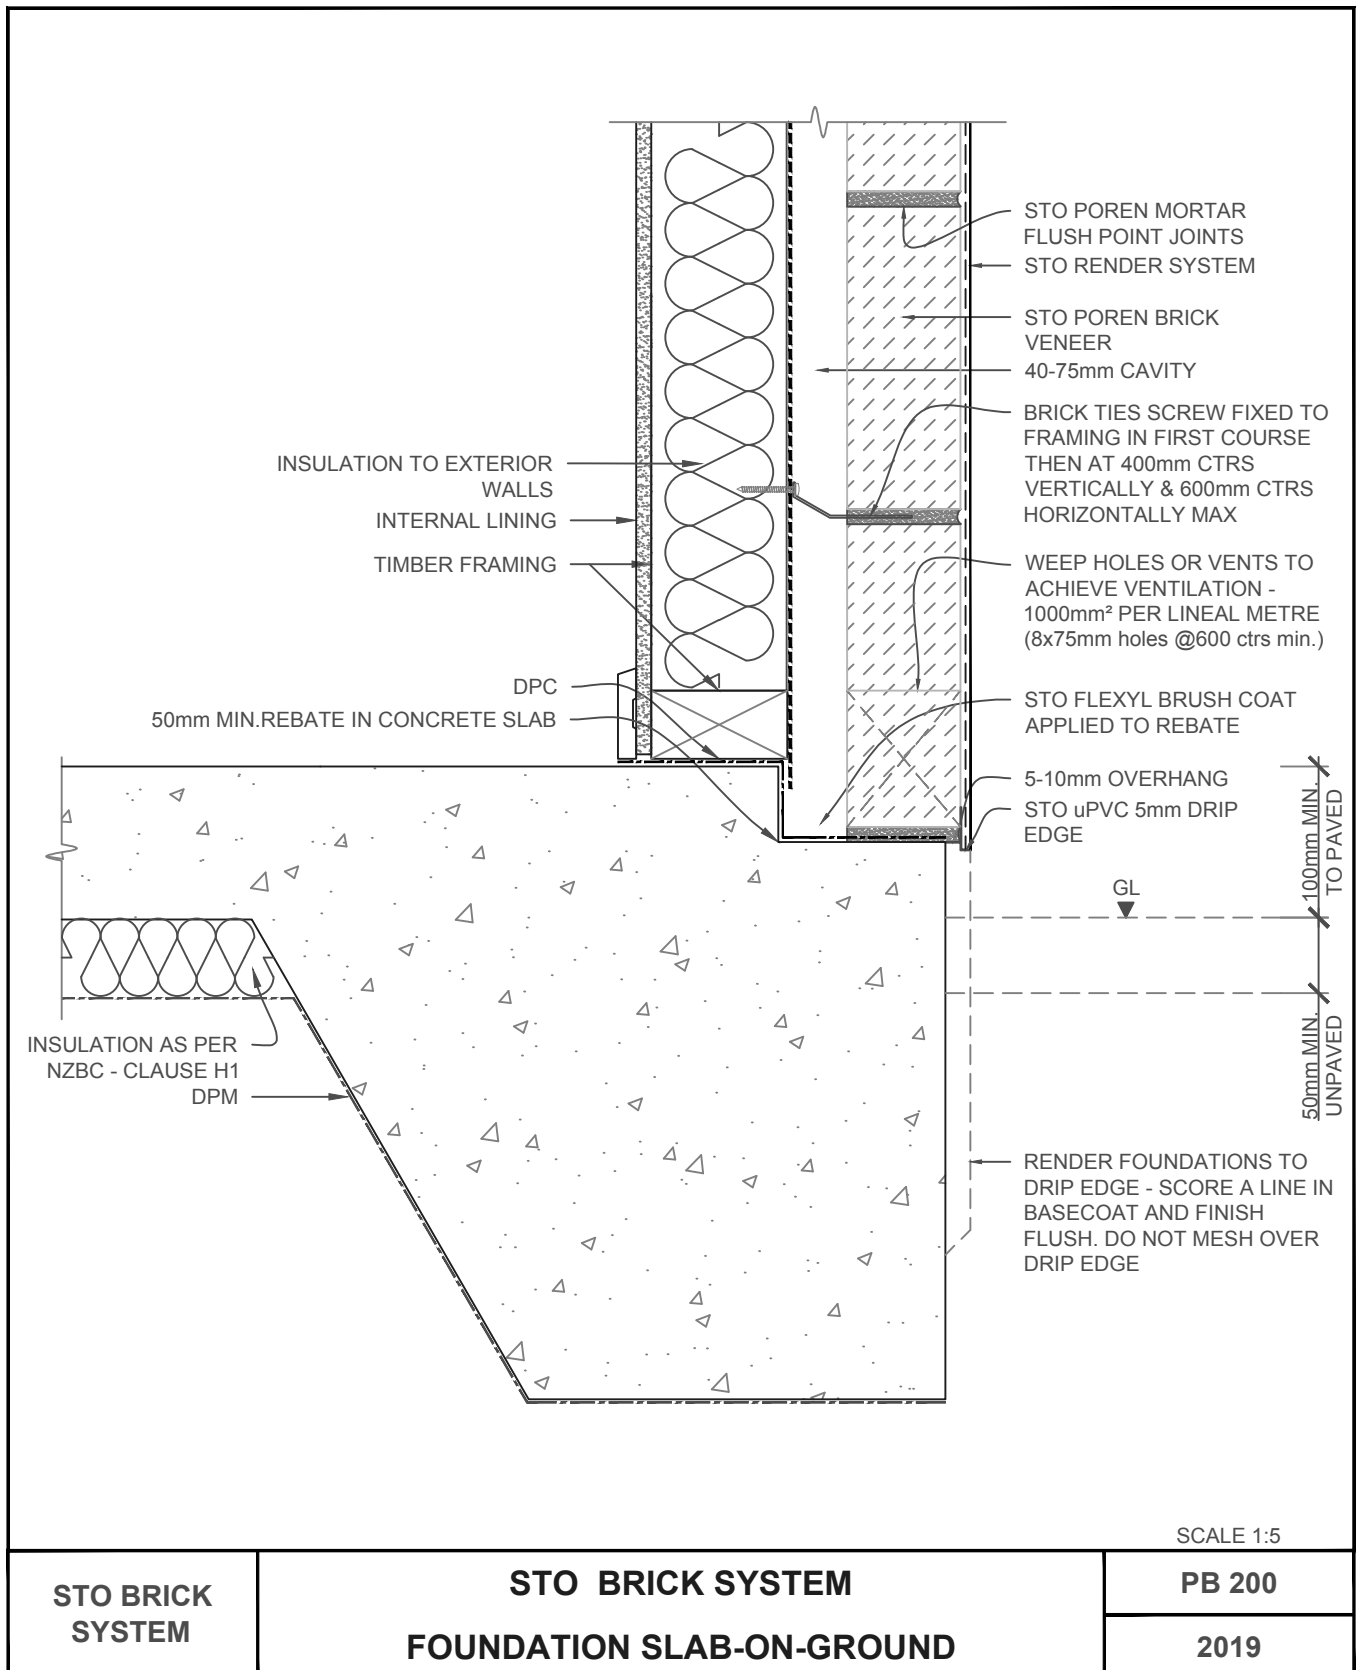 STO POREN MORTAR
FLUSH POINT JOINTS
STO RENDER SYSTEM
STO POREN BRICK
VENEER
40-75mm CAVITY
BRICK TIES SCREW FIXED TO
FRAMING IN FIRST COURSE
THEN AT 400mm CTRS
VERTICALLY & 600mm CTRS
HORIZONTALLY MAX
INSULATION TO EXTERIOR
WALLS
INTERNAL LINING
TIMBER FRAMING
WEEP HOLES OR VENTS TO
ACHIEVE VENTILATION -
1000mm² PER LINEAL METRE
(8x75mm holes @600 ctrs min.)
DPC
50mm MIN.REBATE IN CONCRETE SLAB
STO FLEXYL BRUSH COAT
APPLIED TO REBATE
5-10mm OVERHANG
STO uPVC 5mm DRIP
EDGE
100mm MIN.
TO PAVED
GL
50mm MIN.
UNPAVED
INSULATION AS PER
NZBC - CLAUSE H1
DPM
RENDER FOUNDATIONS TO
DRIP EDGE - SCORE A LINE IN
BASECOAT AND FINISH
FLUSH. DO NOT MESH OVER
DRIP EDGE
SCALE 1:5
STO BRICK
SYSTEM
STO BRICK SYSTEM
FOUNDATION SLAB-ON-GROUND
PB 200
2019